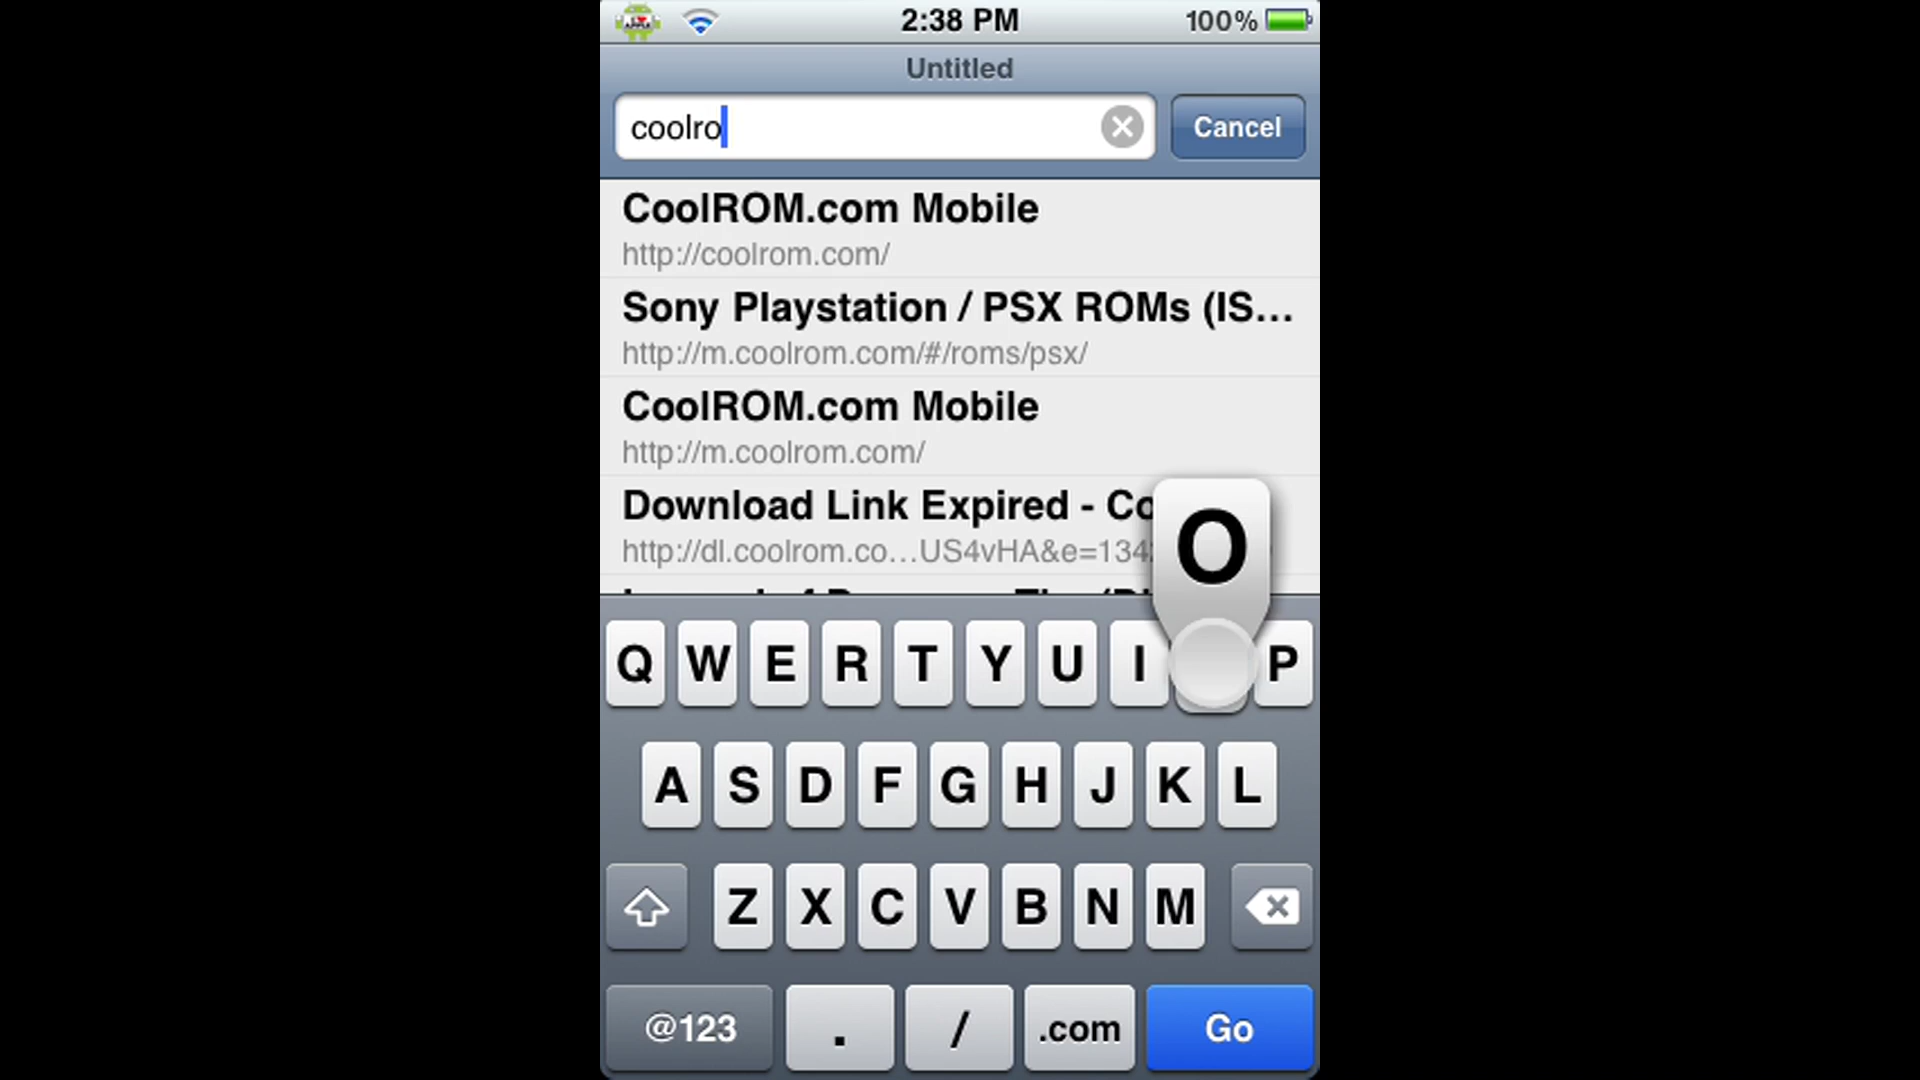 2:38 PM
100%
Untitled
coolro
Cancel
CoolROM.com Mobile
http://coolrom.com/
Sony Playstation / PSX ROMs (IS...
http://m.coolrom.com/#/roms/psx/
CoolROM.com Mobile
http://m.coolrom.com/
Download Link Expired - Co
http://dl.coolrom.co...US4vHA&e=134
O
Q W E R T Y U I P
A S D F G H J K L
Z X C V B N M
@123 . / .com Go